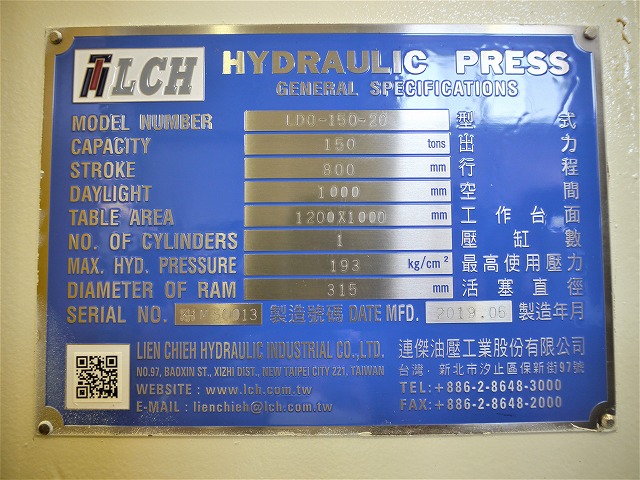 LCH HYDRAULIC PRESS
GENERAL SPECIFICATIONS
MODEL NUMBER LDO-150-20 型式
CAPACITY 150 tons 出力
STROKE 800 mm 行程
DAYLIGHT 1000 mm 空間
TABLE AREA 1200X1000 mm 工作台面
NO. OF CYLINDERS 1 壓缸數
MAX. HYD. PRESSURE 193 kg/cm² 最高使用壓力
DIAMETER OF RAM 315 mm 活塞直徑
SERIAL NO. 製造號碼 DATE MFD. 2019.06 製造年月
LIEN CHIEH HYDRAULIC INDUSTRIAL CO., LTD. 連傑油壓工業股份有限公司
NO.97, BAOXIN ST., XIZHI DIST., NEW TAIPEI CITY 221, TAIWAN 台灣·新北市汐止區保新街97號
WEBSITE : www.lch.com.tw TEL:+886-2-8648-3000
E-MAIL : lienchieh@lch.com.tw FAX:+886-2-8648-2000